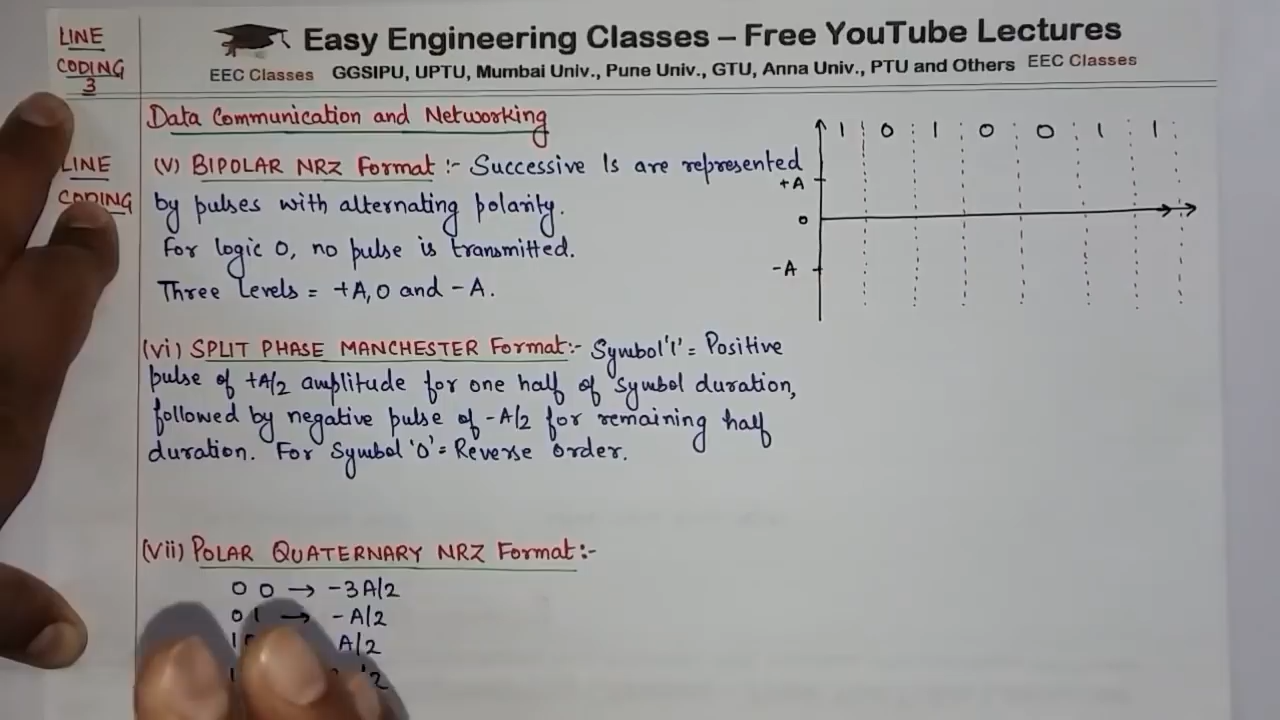 LINE
CODING
3
Easy Engineering Classes – Free YouTube Lectures
EEC Classes GGSIPU, UPTU, Mumbai Univ., Pune Univ., GTU, Anna Univ., PTU and Others EEC Classes
Data Communication and Networking
LINE
CODING
(V) BIPOLAR NRZ Format :- Successive 1s are represented
by pulses with alternating polarity.
For logic 0, no pulse is transmitted.
Three Levels = +A, 0 and -A.
1 0 1 0 0 1 1
+A
0
-A
(vi) SPLIT PHASE MANCHESTER Format:- Symbol '1' = Positive
pulse of +A/2 amplitude for one half of symbol duration,
followed by negative pulse of -A/2 for remaining half
duration. For Symbol '0' = Reverse order.
(Vii) POLAR QUATERNARY NRZ Format:-
0 0 → -3A/2
0 1 → -A/2
A/2